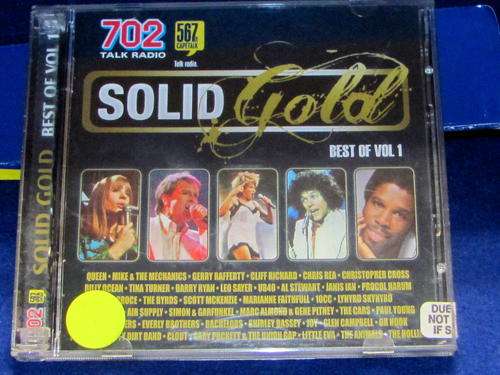 702
TALK RADIO
567
CAPETALK
Talk radio.
SOLID Gold
BEST OF VOL 1
QUEEN • MIKE & THE MECHANICS • GERRY RAFFERTY • CLIFF RICHARD • CHRIS REA • CHRISTOPHER CROSS
BILLY OCEAN • TINA TURNER • BARRY RYAN • LEO SAYER • UB40 • AL STEWART • JANIS IAN • PROCOL HARUM
CROCE • THE BYRDS • SCOTT MCKENZIE • MARIANNE FAITHFULL • 10CC • LYNYRD SKYNYRD
AIR SUPPLY • SIMON & GARFUNKEL • MARC ALMOND & GENE PITNEY • THE CARS • PAUL YOUNG
EVERLY BROTHERS • BACHELORS • SHIRLEY BASSEY • JOY • GLEN CAMPBELL • DR HOOK
DIRT BAND • CLOUT • GARY PUCKETT & THE UNION GAP • LITTLE EVA • THE ANIMALS • THE HOLLI
DUE
NOT
IF S
702 SOLID GOLD BEST OF VOL 1